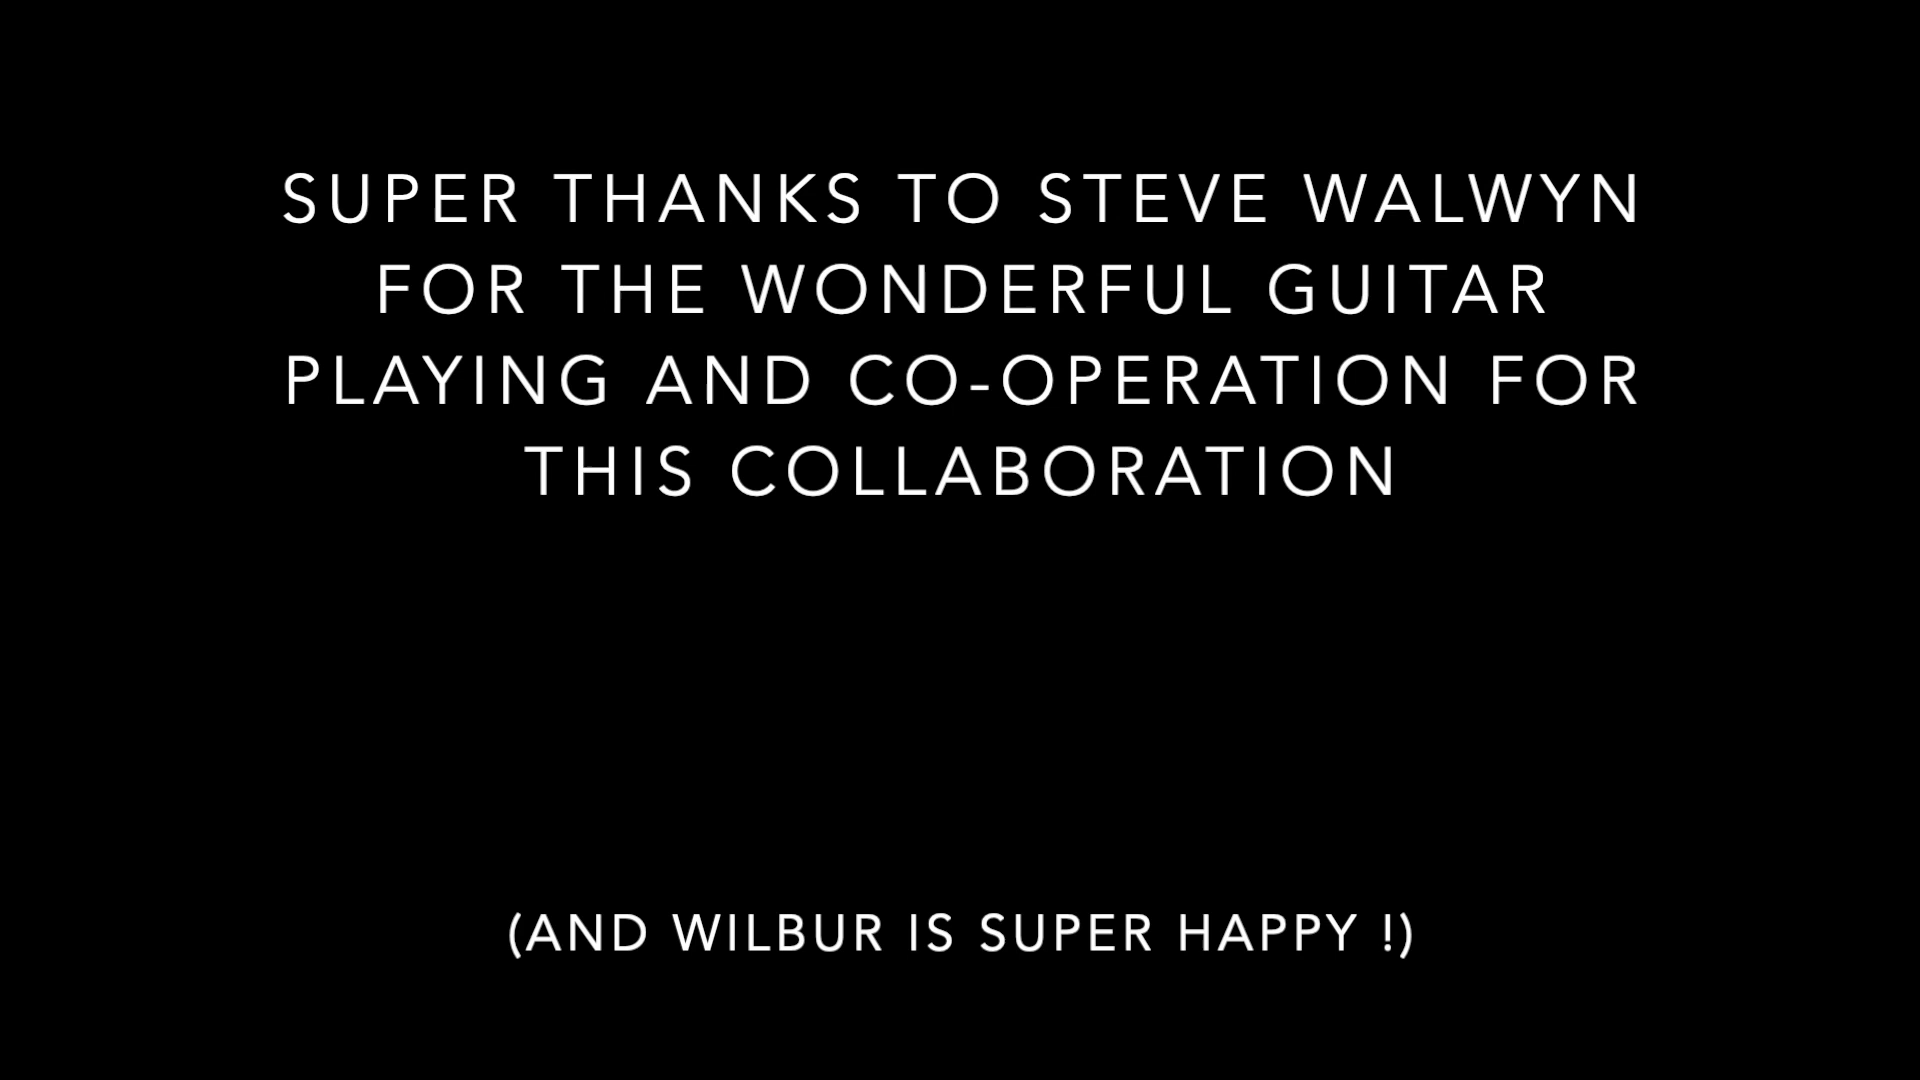 SUPER THANKS TO STEVE WALWYN
FOR THE WONDERFUL GUITAR
PLAYING AND CO-OPERATION FOR
THIS COLLABORATION
(AND WILBUR IS SUPER HAPPY !)